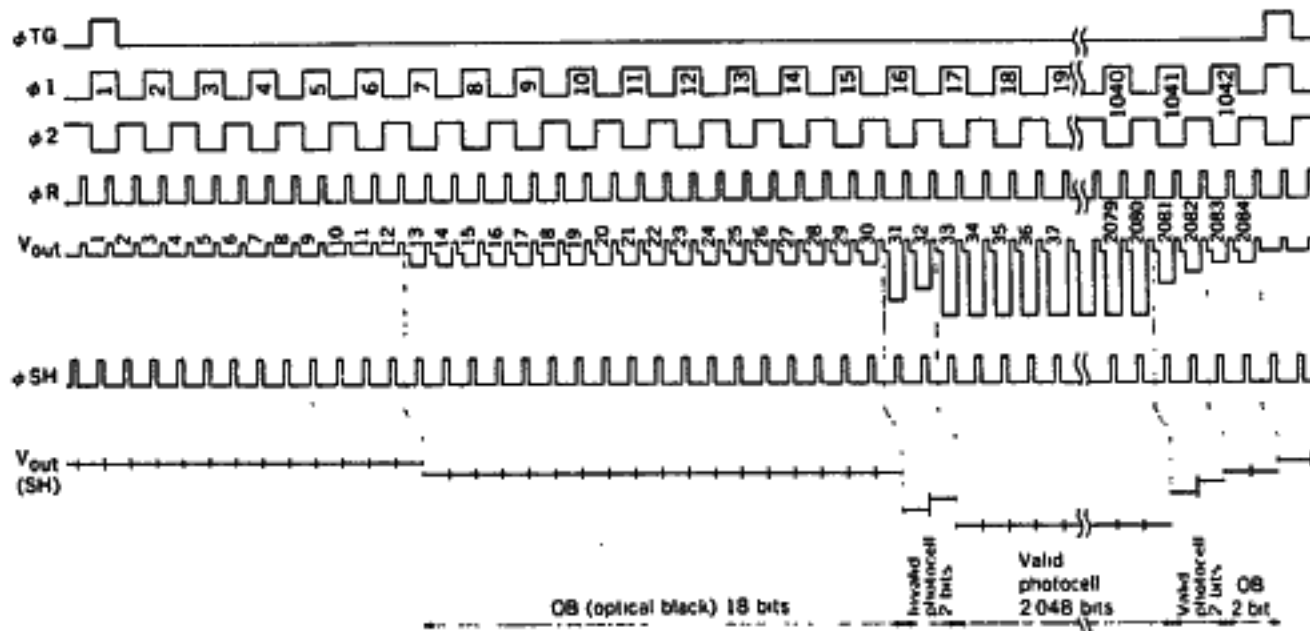 φTG
φ1 1 2 3 4 5 6 7 8 9 10 11 12 13 14 15 16 17 18 19 1040 1041 1042
φ2
φR
Vout 1 2 3 4 5 6 7 8 9 10 11 12 13 14 15 16 17 18 19 20 21 22 23 24 25 26 27 28 29 30 31 32 33 34 35 36 37 2079 2080 2081 2082 2083 2084
φSH
Vout
(SH)
OB (optical black) 18 bits
Invalid
photocell
2 bits
Valid
photocell
2 048 bits
Valid
photocell
2 bits
OB
2 bit